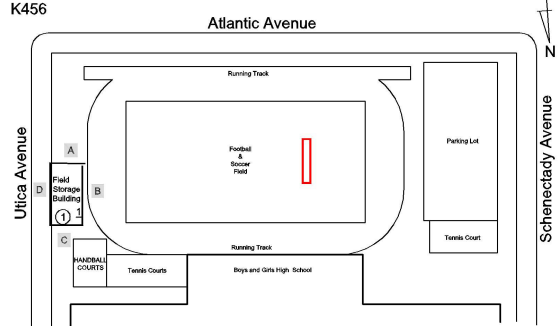 K456
Atlantic Avenue
N
Running Track
Utica Avenue
Schenectady Avenue
Parking Lot
Football
&
Soccer
Field
A
D
Field
Storage
Building
B
1
1
C
Tennis Court
Running Track
HANDBALL
COURTS
Tennis Courts
Boys and Girls High School